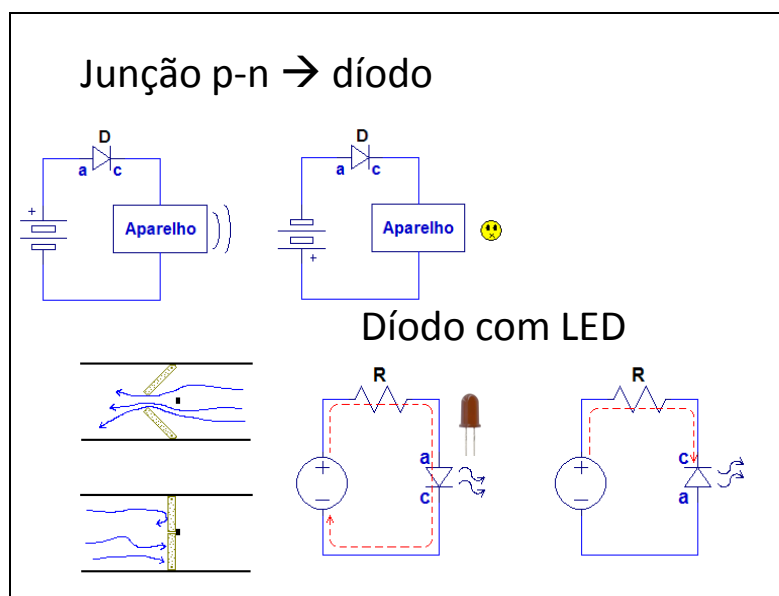 Junção p-n → díodo
D
a c
+
Aparelho
D
a c
+
Aparelho
Díodo com LED
R
+
−
a
c
R
+
−
c
a